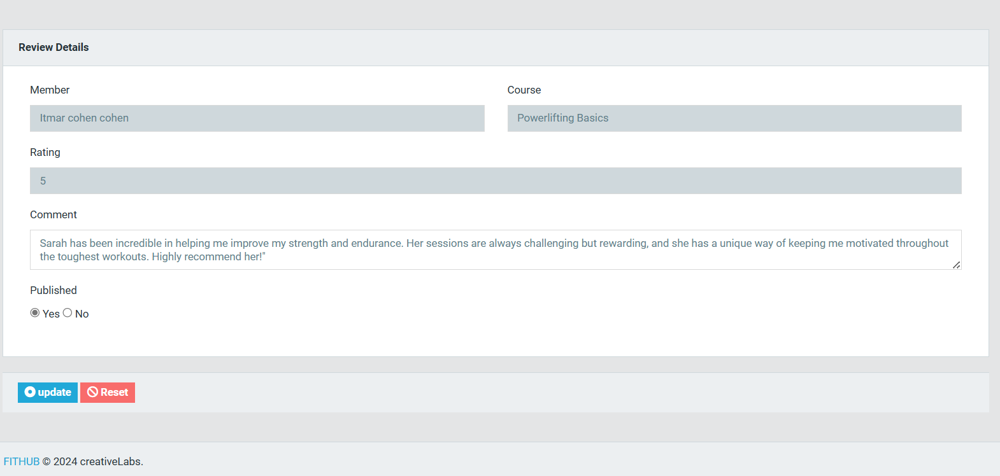 Review Details
Member
Course
Itmar cohen cohen
Powerlifting Basics
Rating
5
Comment
Sarah has been incredible in helping me improve my strength and endurance. Her sessions are always challenging but rewarding, and she has a unique way of keeping me motivated throughout
the toughest workouts. Highly recommend her!"
Published
Yes No
update Reset
FITHUB © 2024 creativeLabs.